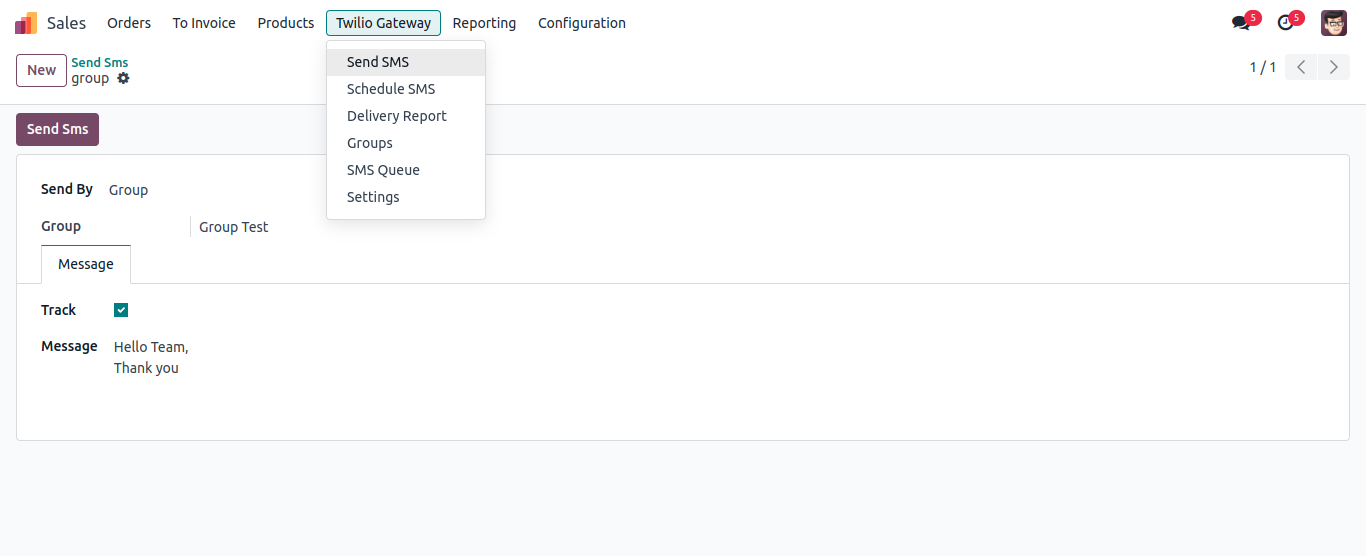 Sales Orders To Invoice Products Twilio Gateway Reporting Configuration 5 5
New Send Sms
group 1 / 1
Send SMS
Schedule SMS
Delivery Report
Groups
SMS Queue
Settings
Send Sms
Send By Group
Group Group Test
Message
Track
Message Hello Team,
Thank you